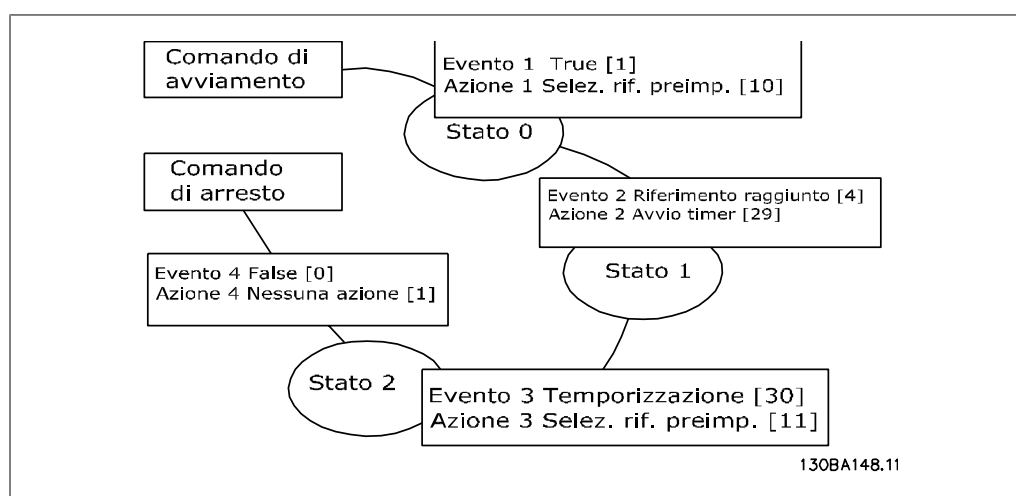 Comando di
avviamento
Evento 1 True [1]
Azione 1 Selez. rif. preimp. [10]
Stato 0
Comando
di arresto
Evento 2 Riferimento raggiunto [4]
Azione 2 Avvio timer [29]
Stato 1
Evento 4 False [0]
Azione 4 Nessuna azione [1]
Stato 2
Evento 3 Temporizzazione [30]
Azione 3 Selez. rif. preimp. [11]
130BA148.11